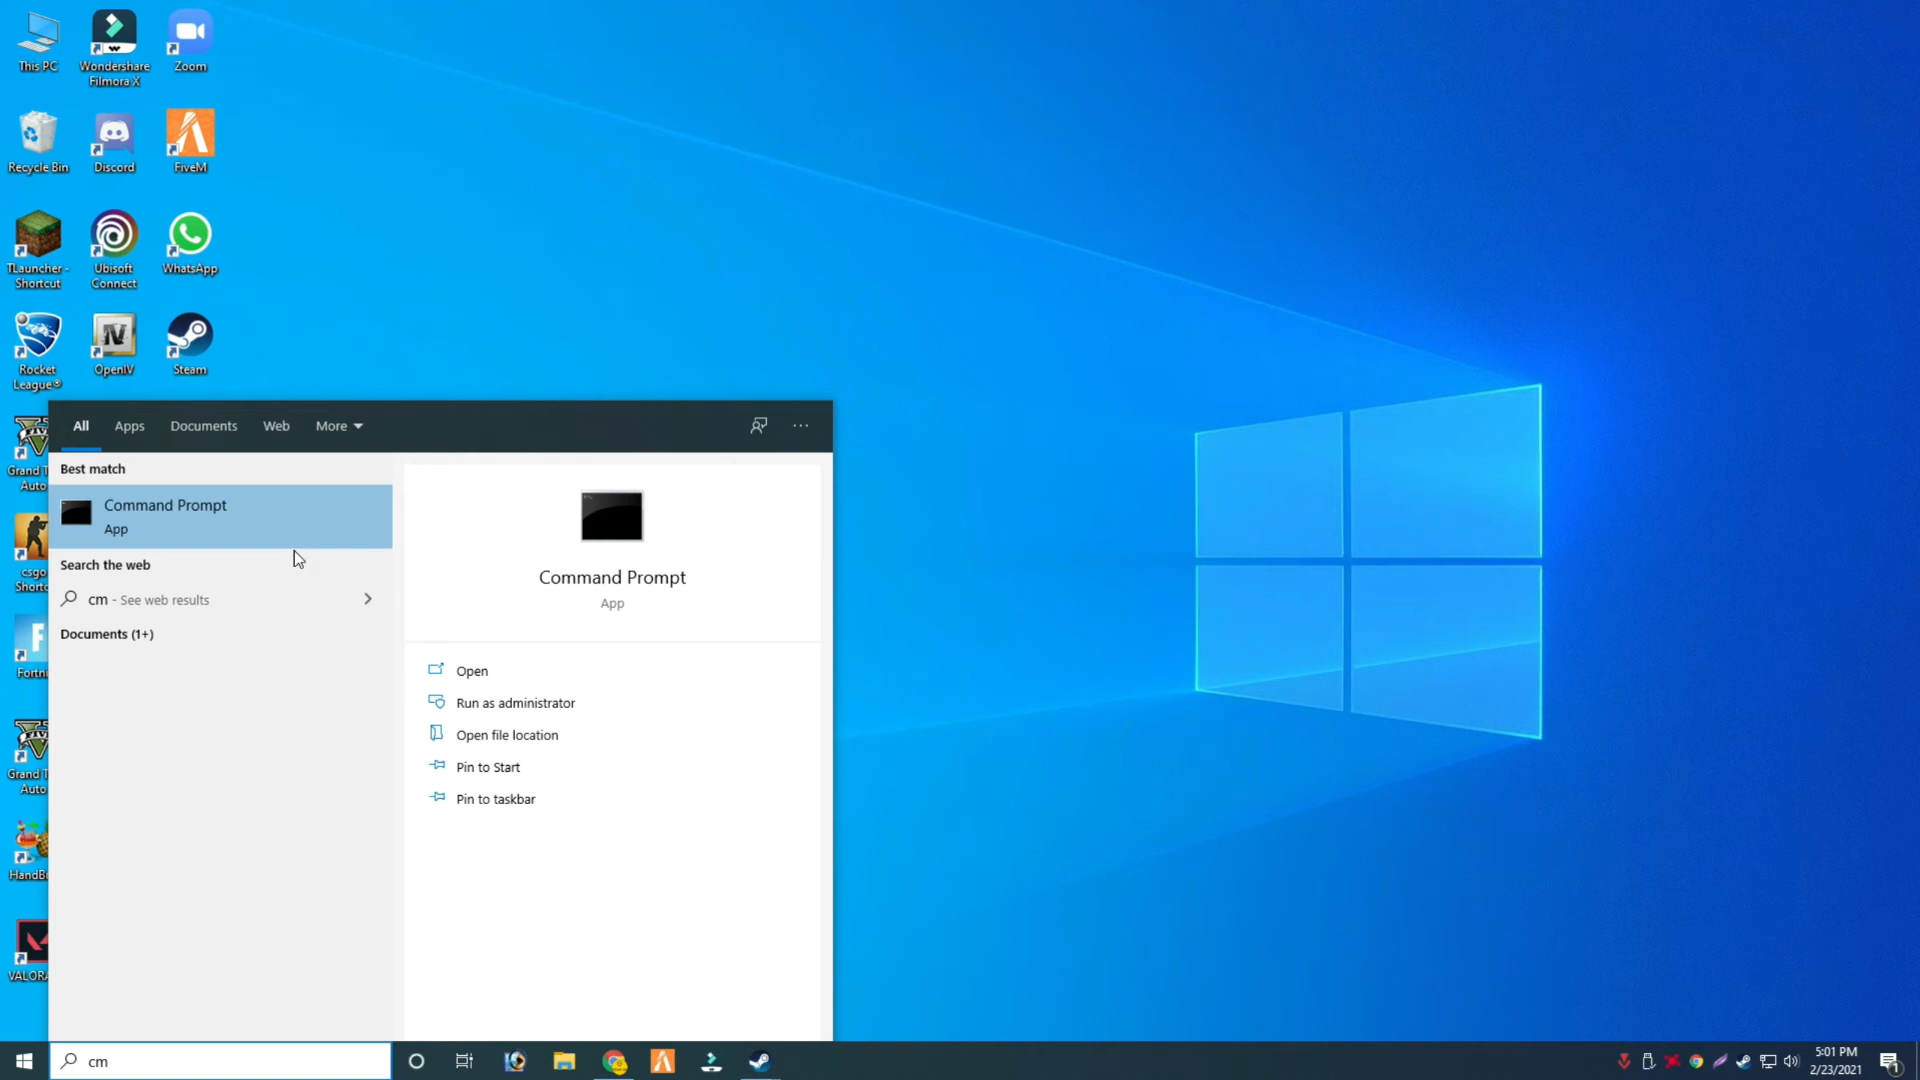 This PC
Wondershare
Filmora X
Zoom
Recycle Bin
Discord
FiveM
TLauncher -
Shortcut
Ubisoft
Connect
WhatsApp
Rocket
League®
OpenIV
Steam
Grand T
Auto
csgo
Shortc
Fortni
Grand T
Auto
HandBr
VALORA
All
Apps
Documents
Web
More
Best match
Command Prompt
App
Search the web
cm - See web results
Documents (1+)
Command Prompt
App
Open
Run as administrator
Open file location
Pin to Start
Pin to taskbar
cm
5:01 PM
2/23/2021
1